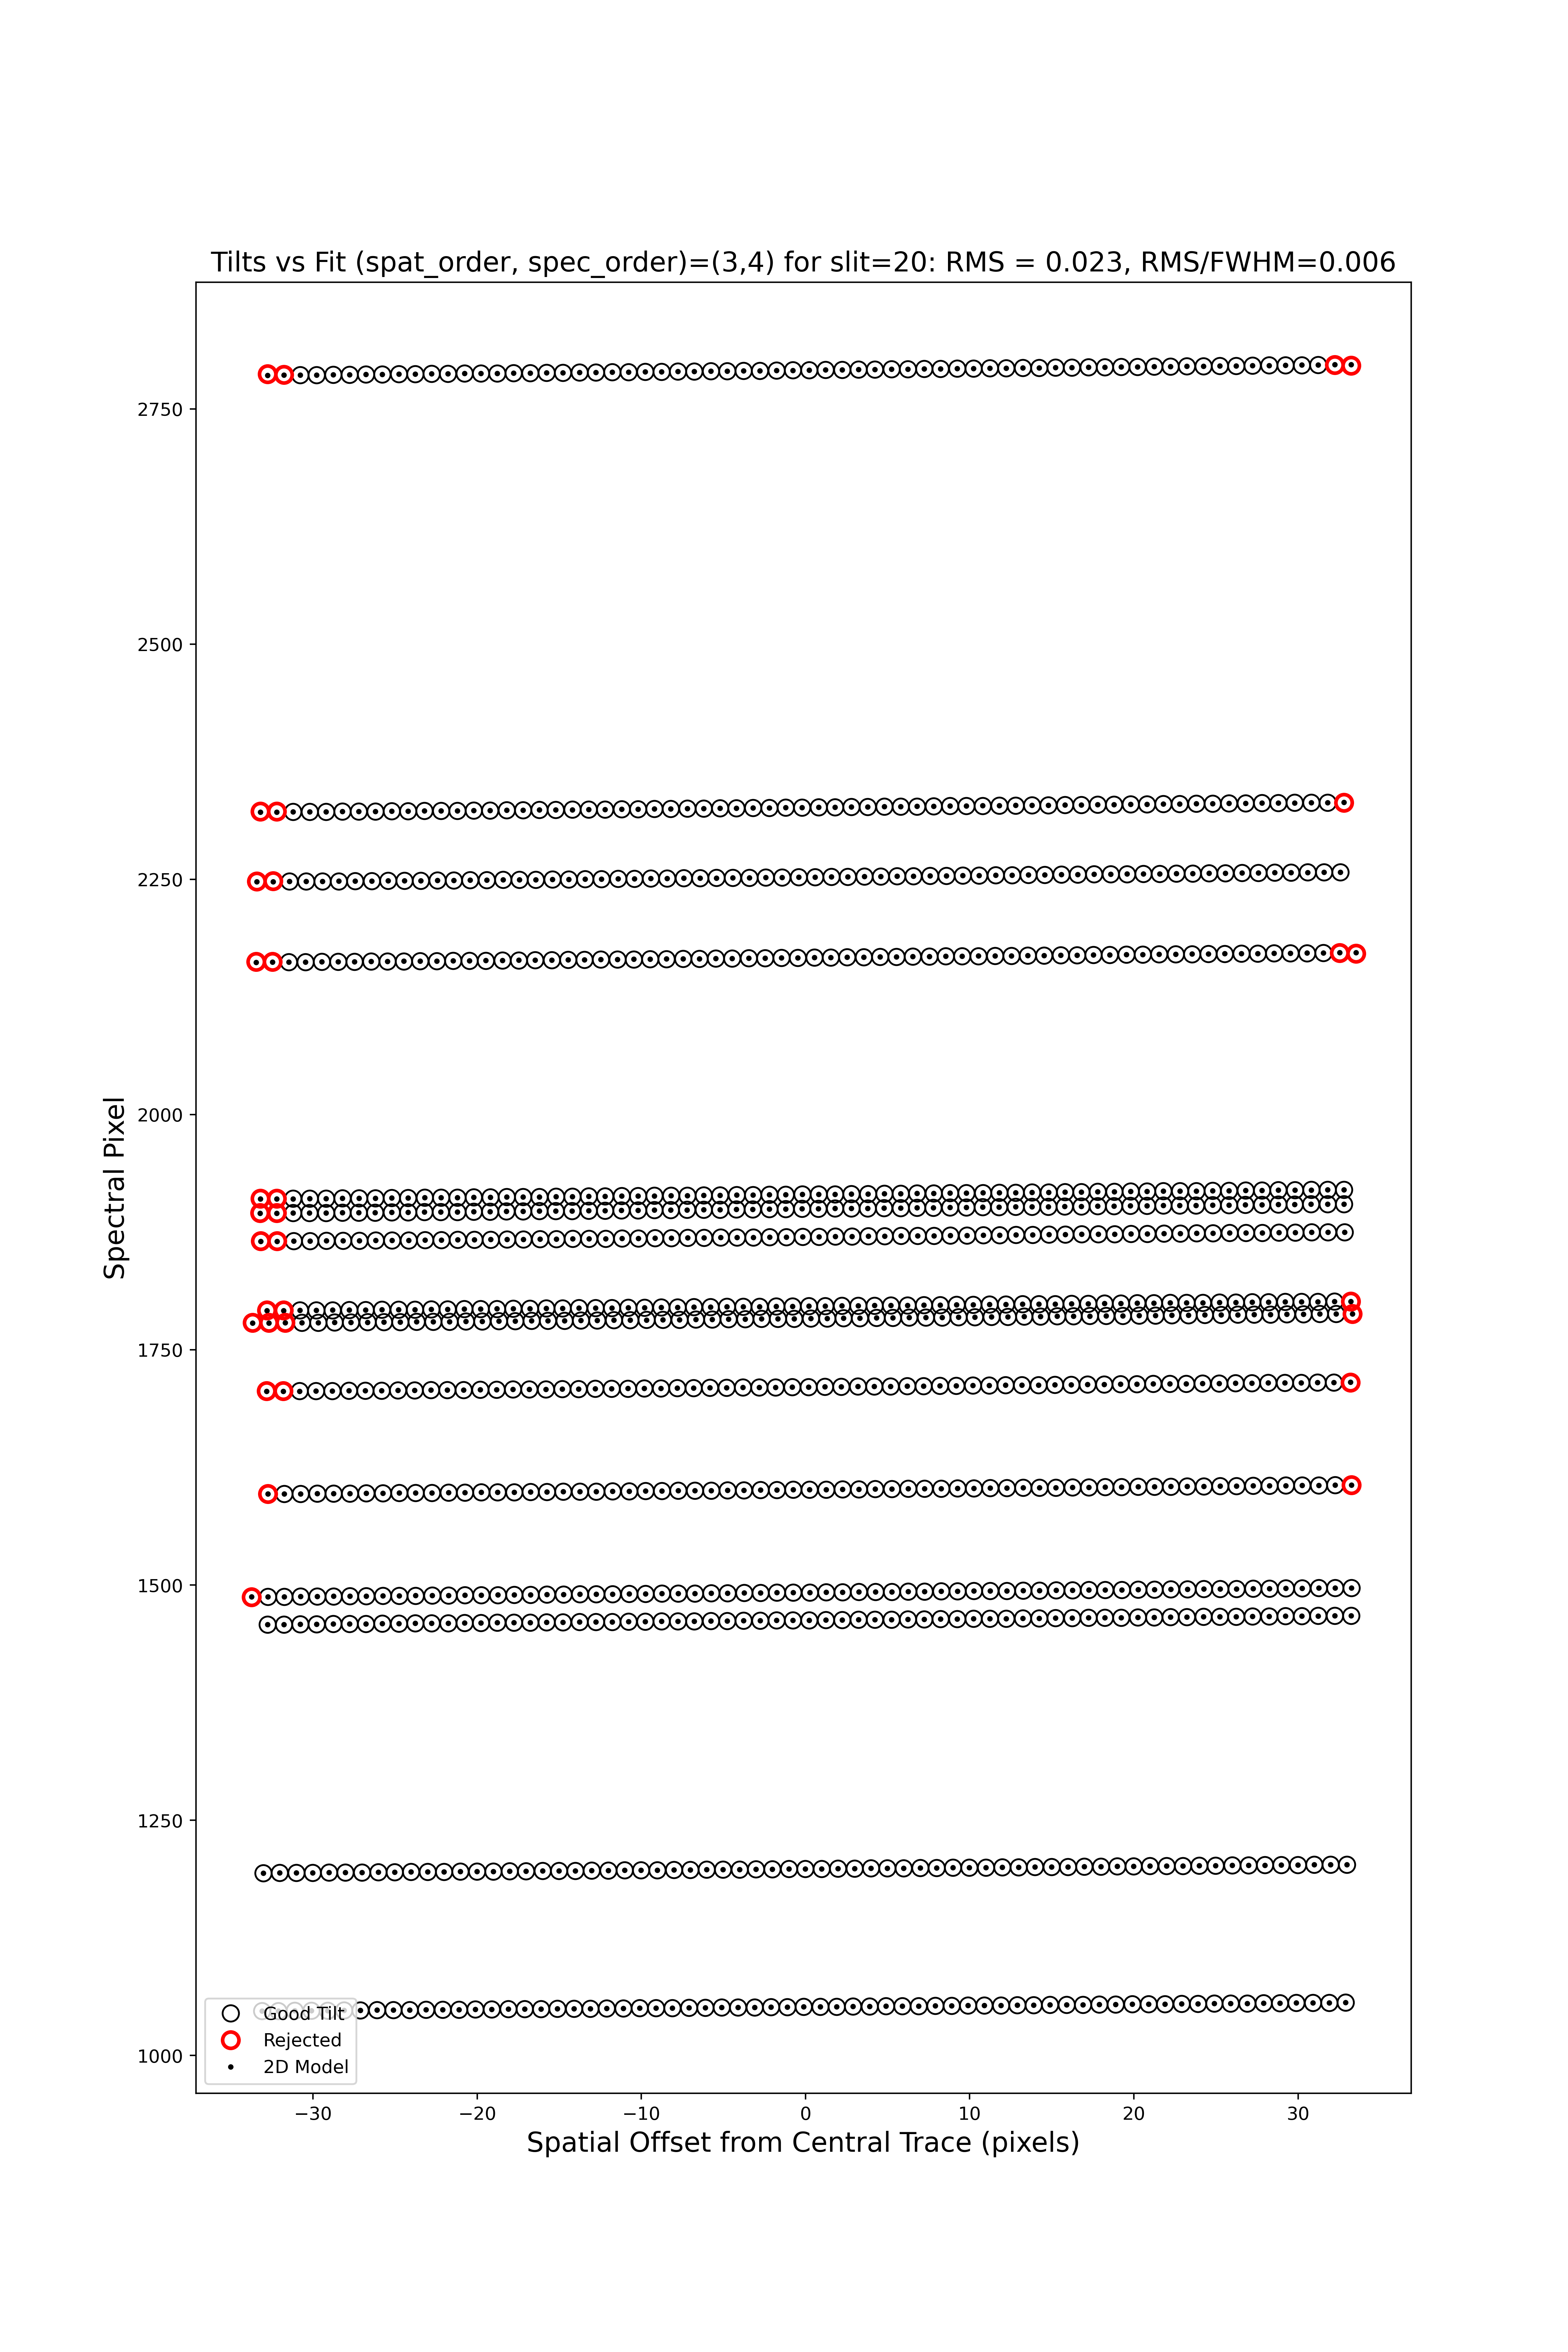 Tilts vs Fit (spat_order, spec_order)=(3,4) for slit=20: RMS = 0.023, RMS/FWHM=0.006
2750
2500
2250
2000
1750
1500
1250
1000
Spectral Pixel
Good Tilt
Rejected
2D Model
−30 −20 −10 0 10 20 30
Spatial Offset from Central Trace (pixels)